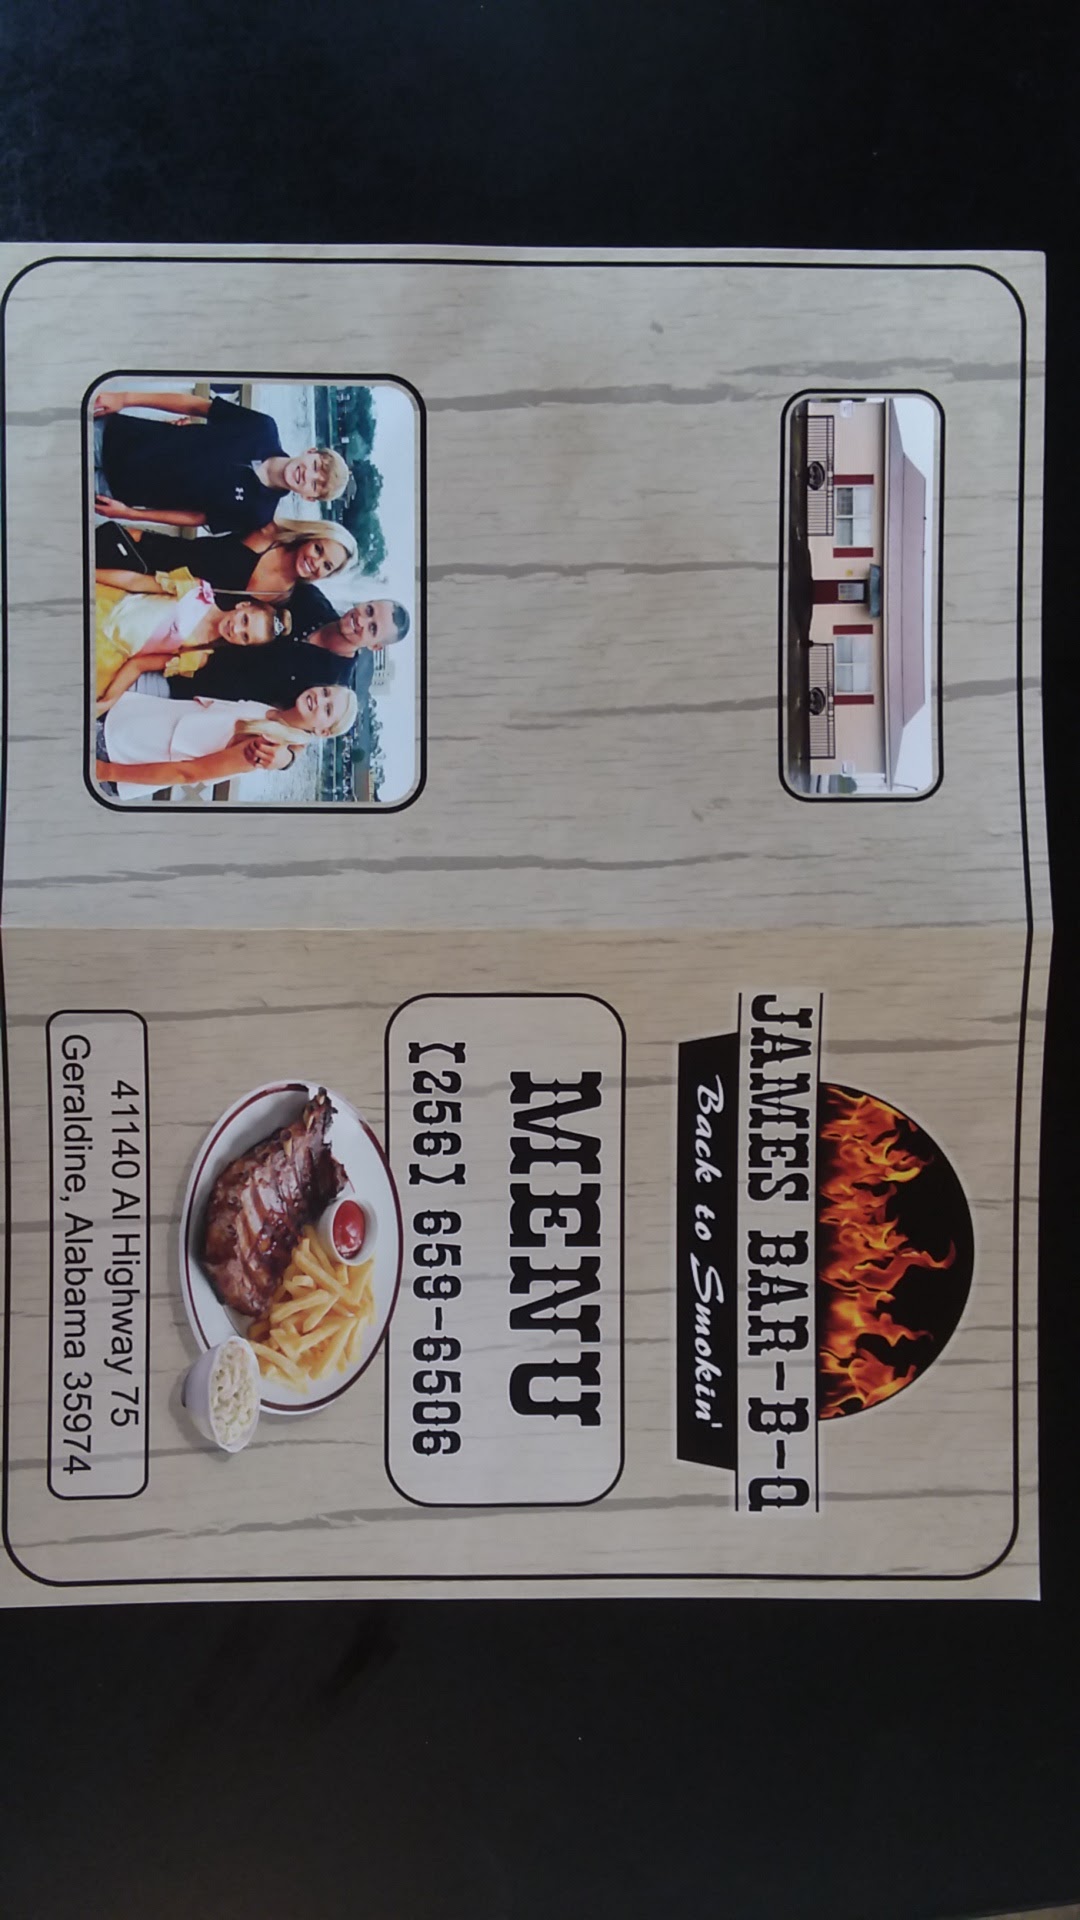 JAMES BAR-B-Q
Back to Smokin'
MENU
(256) 659-6506
41140 Al Highway 75
Geraldine, Alabama 35974